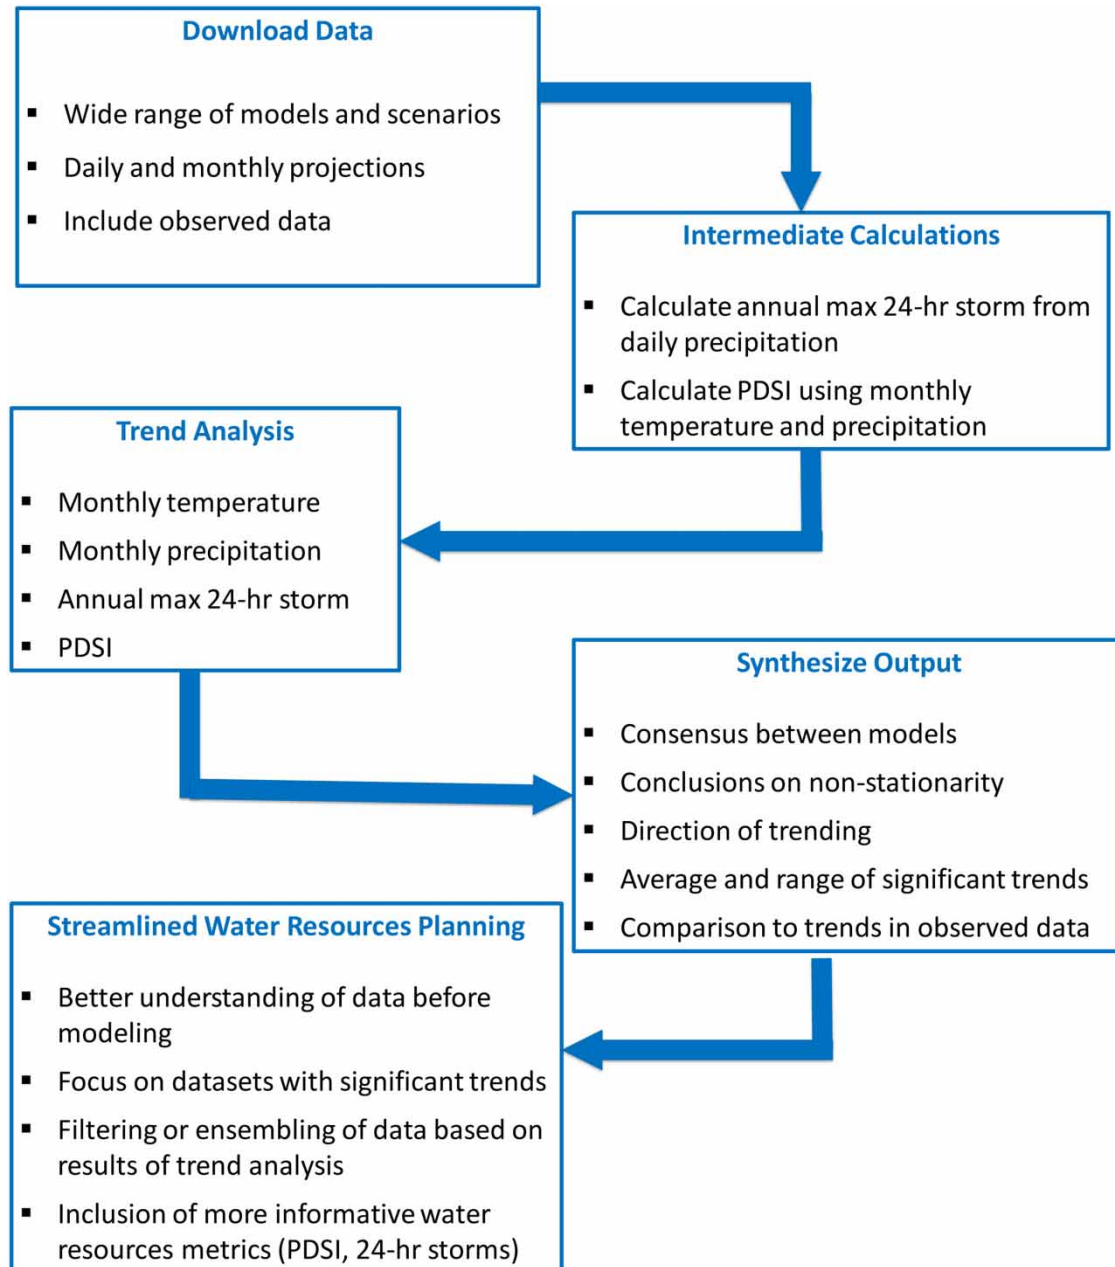 Download Data
▪ Wide range of models and scenarios
▪ Daily and monthly projections
▪ Include observed data
Intermediate Calculations
▪ Calculate annual max 24-hr storm from
daily precipitation
▪ Calculate PDSI using monthly
temperature and precipitation
Trend Analysis
▪ Monthly temperature
▪ Monthly precipitation
▪ Annual max 24-hr storm
▪ PDSI
Synthesize Output
▪ Consensus between models
▪ Conclusions on non-stationarity
▪ Direction of trending
▪ Average and range of significant trends
▪ Comparison to trends in observed data
Streamlined Water Resources Planning
▪ Better understanding of data before
modeling
▪ Focus on datasets with significant trends
▪ Filtering or ensembling of data based on
results of trend analysis
▪ Inclusion of more informative water
resources metrics (PDSI, 24-hr storms)